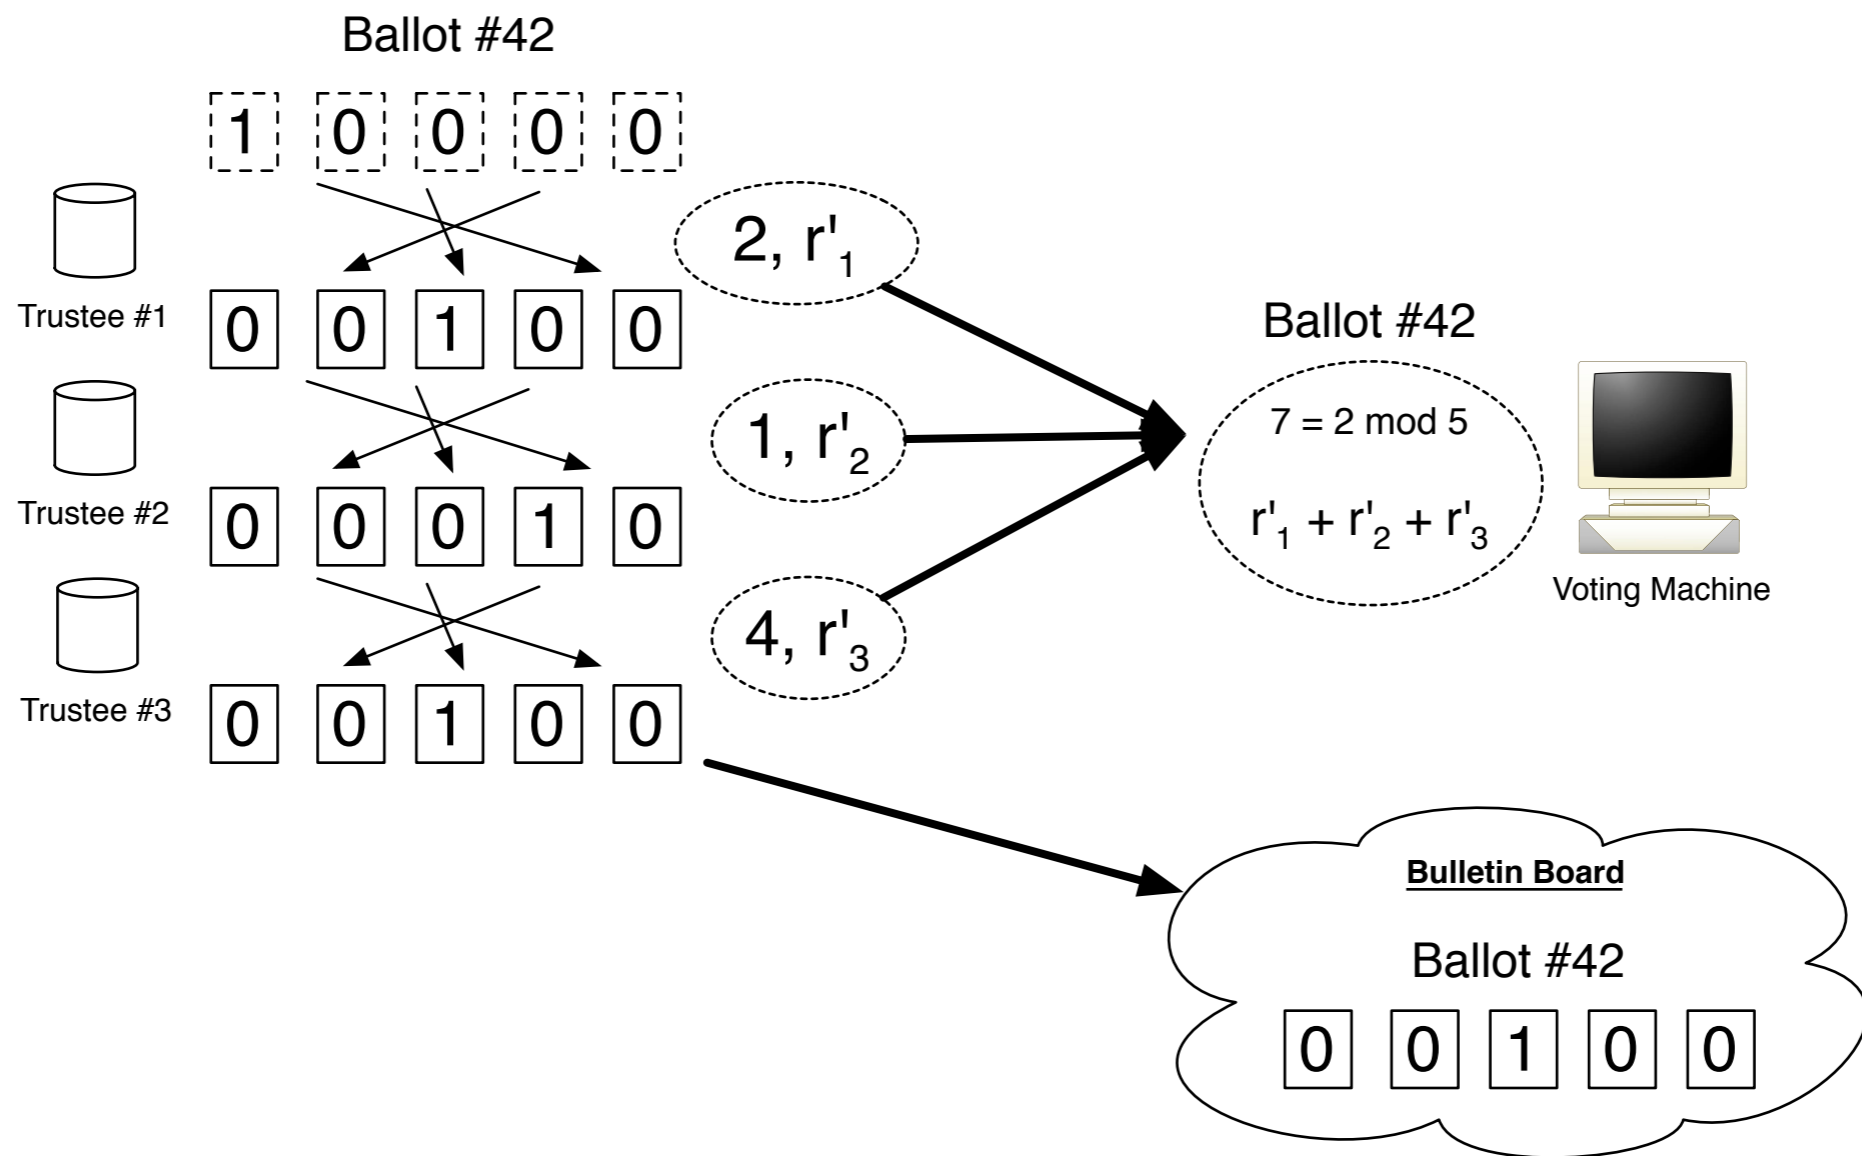 Ballot #42
1 0 0 0 0
Trustee #1
2, r'1
0 0 1 0 0
Trustee #2
1, r'2
0 0 0 1 0
Trustee #3
4, r'3
0 0 1 0 0
Ballot #42
7 = 2 mod 5
r'1 + r'2 + r'3
Voting Machine
Bulletin Board
Ballot #42
0 0 1 0 0